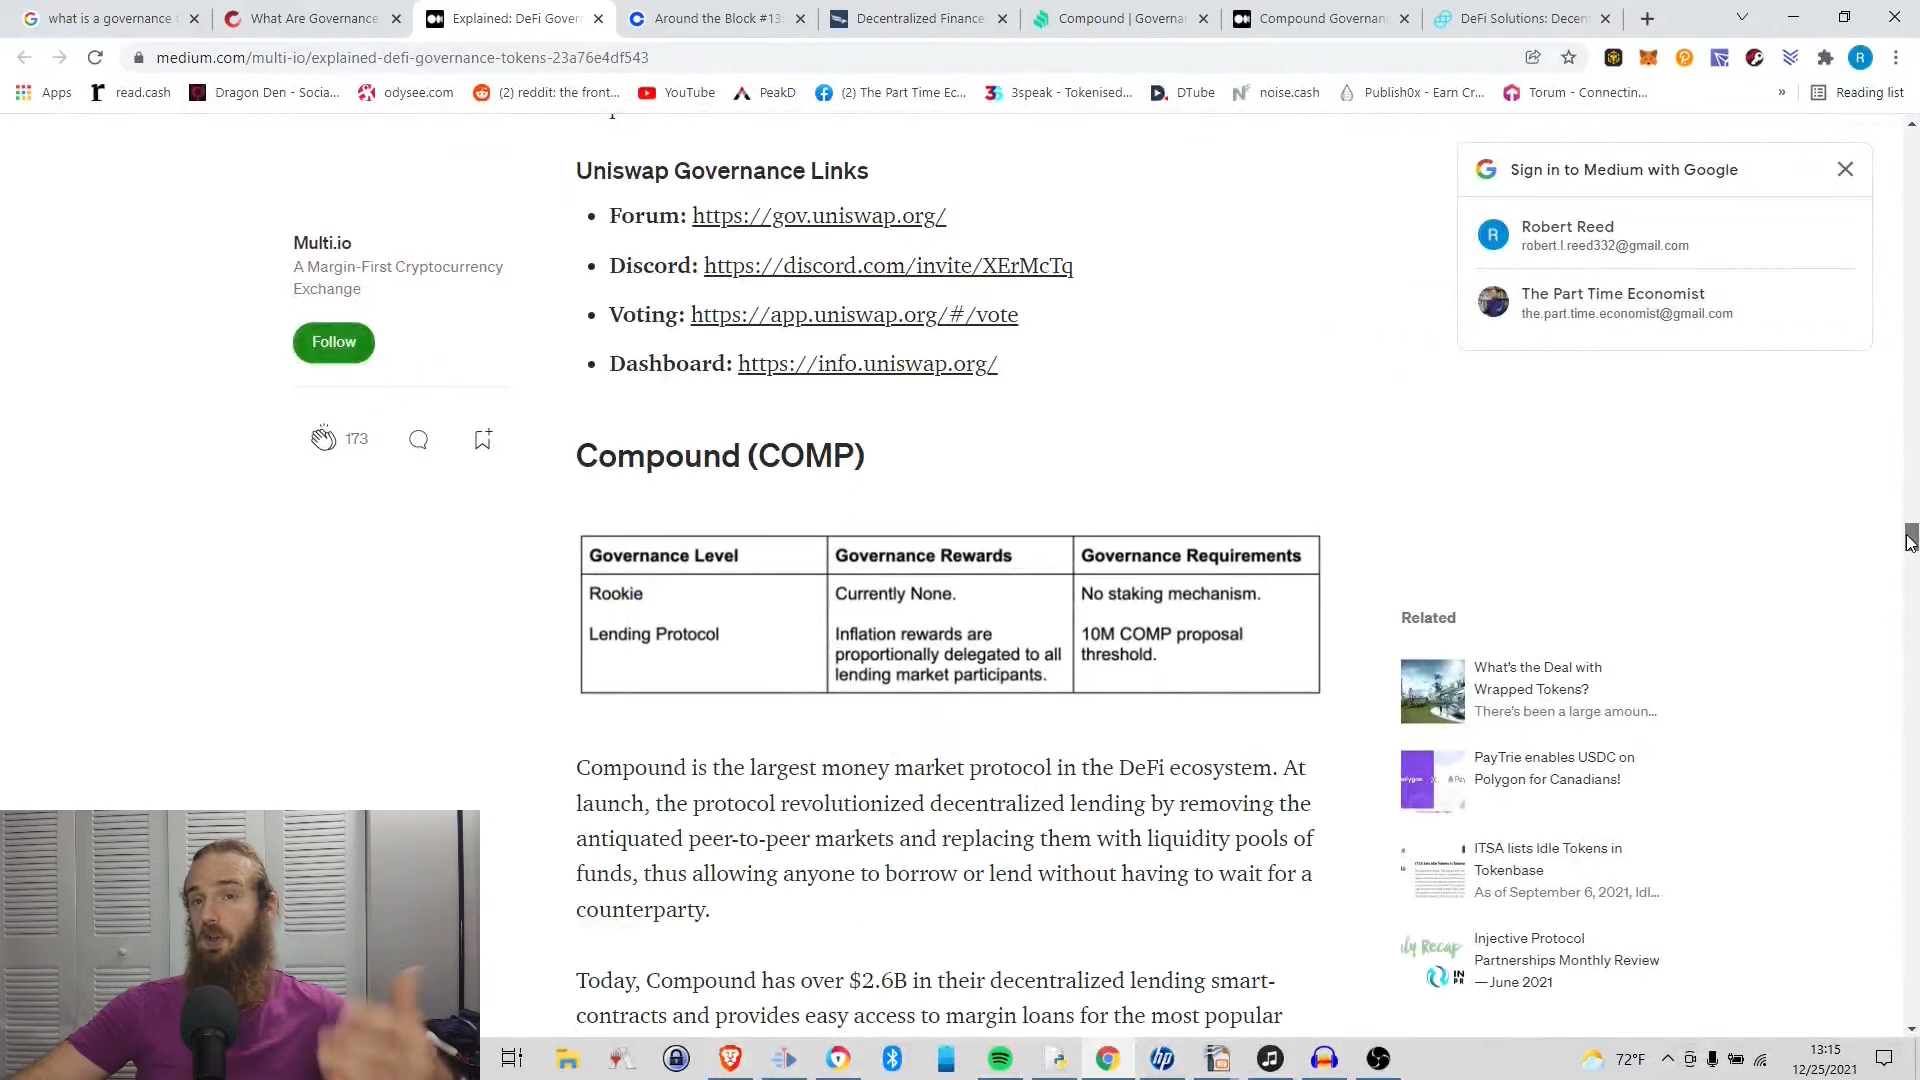 what is a governance t
What Are Governance
Explained: DeFi Gover
Around the Block #13
Decentralized Finance
Compound | Governan
Compound Governanc
DeFi Solutions: Decen
medium.com/multi-io/explained-defi-governance-tokens-23a76e4df543
R
Apps
read.cash
Dragon Den - Socia...
odysee.com
(2) reddit: the front...
YouTube
PeakD
(2) The Part Time Ec...
3speak - Tokenised...
DTube
noise.cash
Publish0x - Earn Cr...
Torum - Connectin...
»
Reading list
Uniswap Governance Links
• Forum: https://gov.uniswap.org/
• Discord: https://discord.com/invite/XErMcTq
• Voting: https://app.uniswap.org/#/vote
• Dashboard: https://info.uniswap.org/
Multi.io
A Margin-First Cryptocurrency
Exchange
Follow
173
Sign in to Medium with Google
R
Robert Reed
robert.l.reed332@gmail.com
The Part Time Economist
the.part.time.economist@gmail.com
Compound (COMP)
Governance Level
Governance Rewards
Governance Requirements
Rookie
Currently None.
No staking mechanism.
Lending Protocol
Inflation rewards are
proportionally delegated to all
lending market participants.
10M COMP proposal
threshold.
Compound is the largest money market protocol in the DeFi ecosystem. At
launch, the protocol revolutionized decentralized lending by removing the
antiquated peer-to-peer markets and replacing them with liquidity pools of
funds, thus allowing anyone to borrow or lend without having to wait for a
counterparty.
Today, Compound has over $2.6B in their decentralized lending smart-
contracts and provides easy access to margin loans for the most popular
Related
What's the Deal with
Wrapped Tokens?
There's been a large amoun...
PayTrie enables USDC on
Polygon for Canadians!
ITSA lists Idle Tokens in
Tokenbase
As of September 6, 2021, Idl...
Injective Protocol
Partnerships Monthly Review
— June 2021
72°F
13:15
12/25/2021